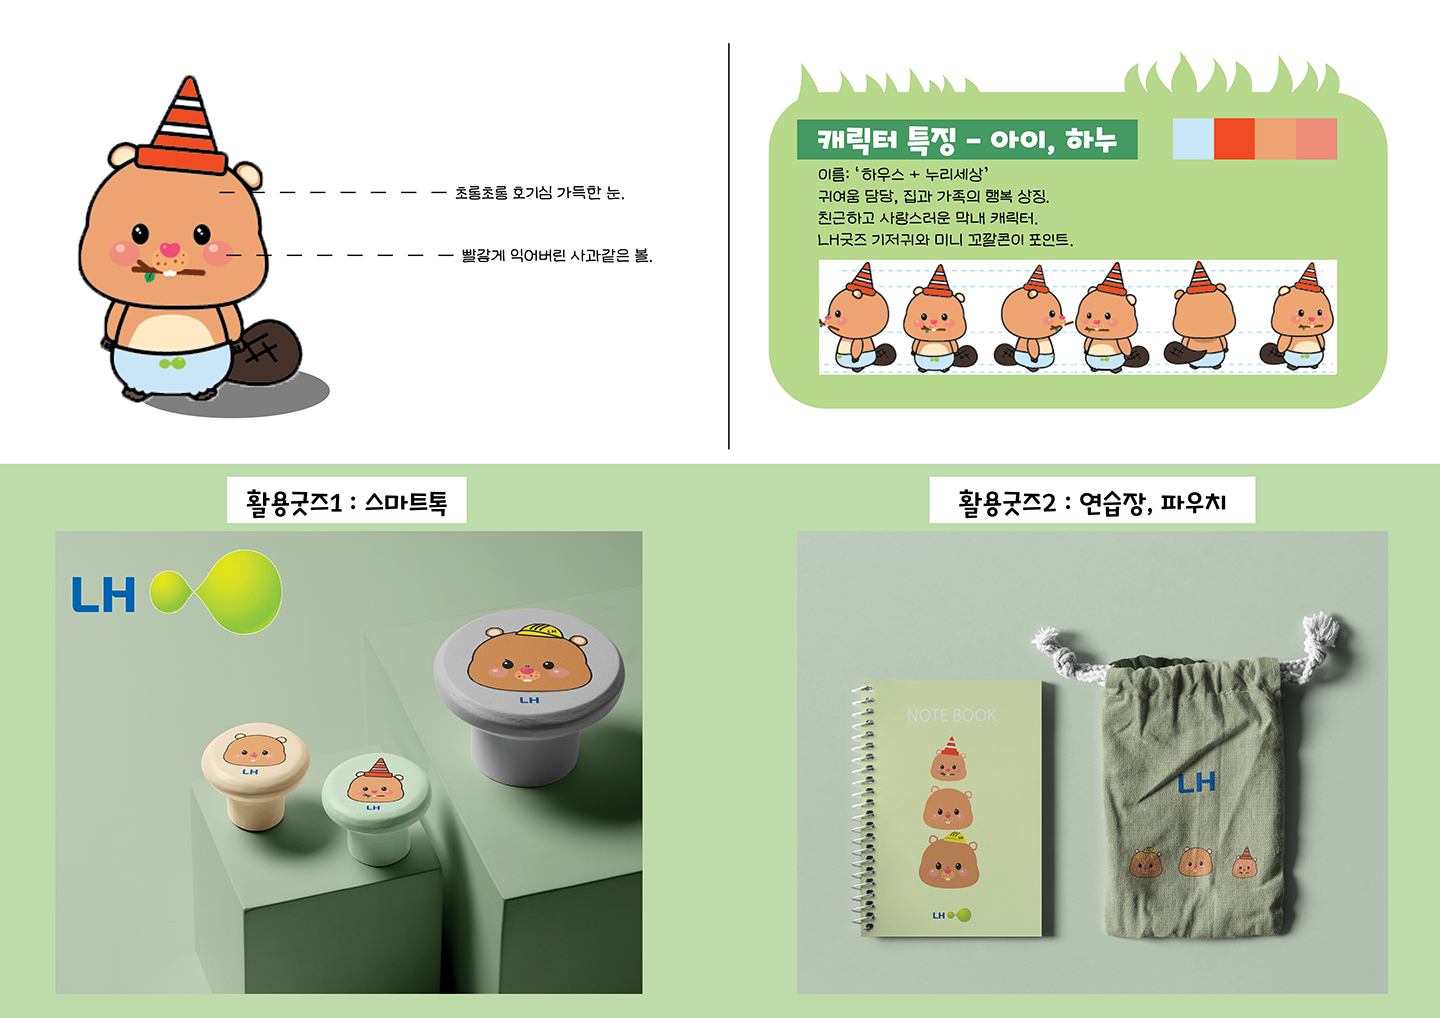 초롱초롱 호기심 가득한 눈.
빨갛게 익어버린 사과같은 볼.
캐릭터 특징 - 아이, 하누
이름: ‘하우스 + 누리세상’
귀여움 담당, 집과 가족의 행복 상징.
친근하고 사랑스러운 막내 캐릭터.
LH굿즈 기저귀와 미니 꼬깔콘이 포인트.
활용굿즈1 : 스마트톡
LH
LH
LH
LH
LH
활용굿즈2 : 연습장, 파우치
NOTE BOOK
LH
LH
LH